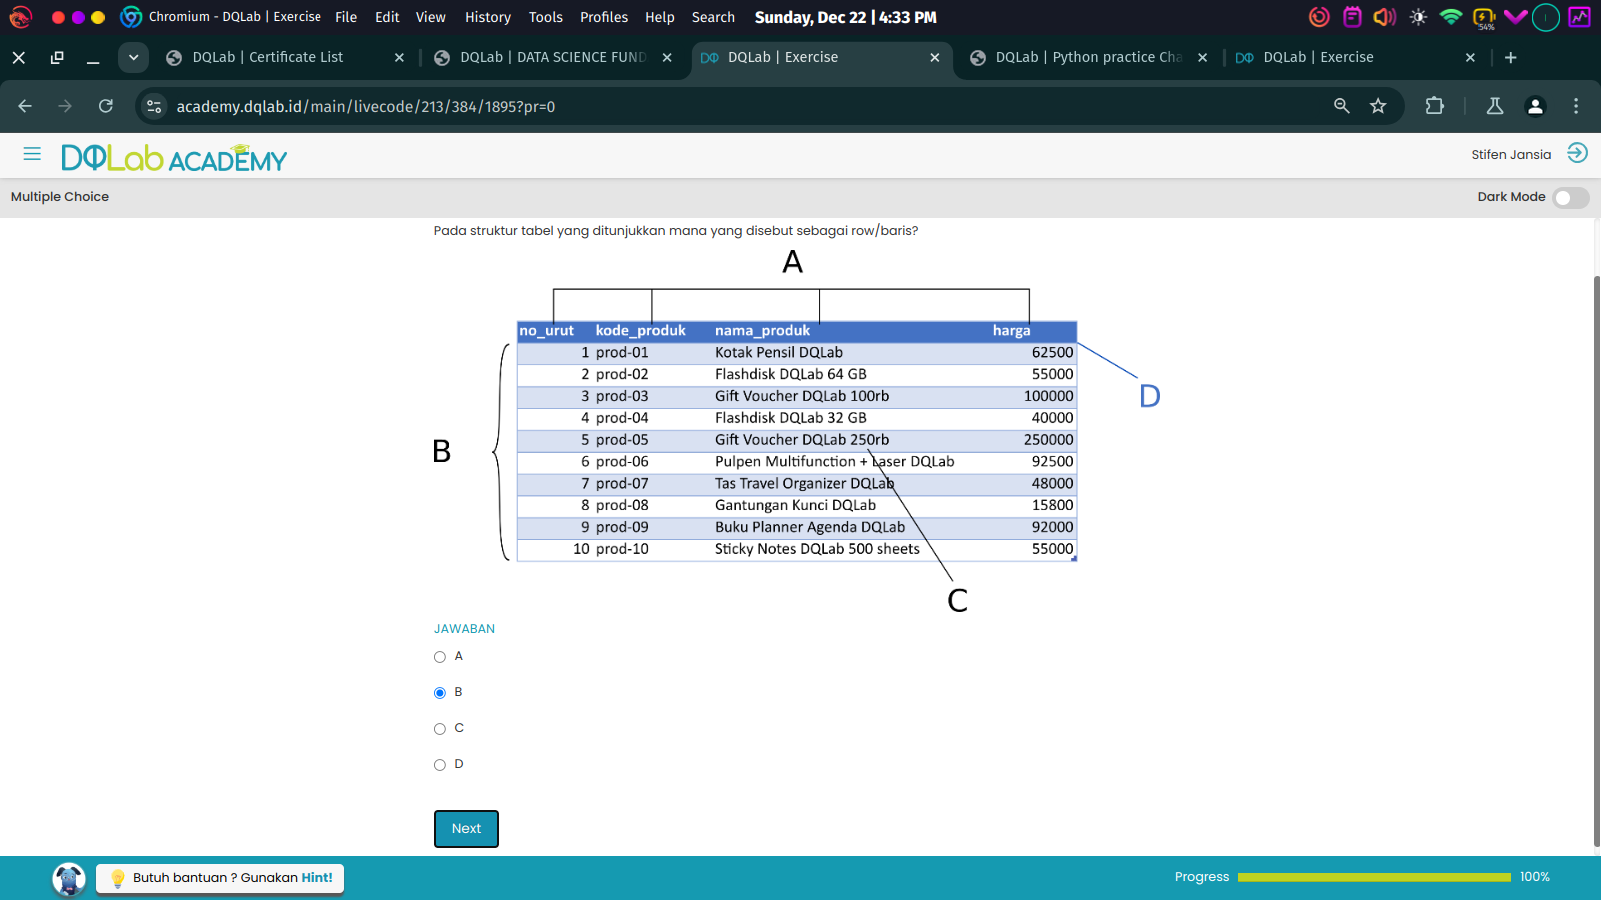 Chromium - DQLab | Exercise File Edit View History Tools Profiles Help Search Sunday, Dec 22 | 4:33 PM 54%
DQLab | Certificate List DQLab | DATA SCIENCE FUND DQLab | Exercise DQLab | Python practice Cha DQLab | Exercise
academy.dqlab.id/main/livecode/213/384/1895?pr=0
DQLab ACADEMY Stifen Jansia
Multiple Choice Dark Mode
Pada struktur tabel yang ditunjukkan mana yang disebut sebagai row/baris?
A
no_urut kode_produk nama_produk harga
1 prod-01 Kotak Pensil DQLab 62500
2 prod-02 Flashdisk DQLab 64 GB 55000
3 prod-03 Gift Voucher DQLab 100rb 100000
D
4 prod-04 Flashdisk DQLab 32 GB 40000
5 prod-05 Gift Voucher DQLab 250rb 250000
B
6 prod-06 Pulpen Multifunction + Laser DQLab 92500
7 prod-07 Tas Travel Organizer DQLab 48000
8 prod-08 Gantungan Kunci DQLab 15800
9 prod-09 Buku Planner Agenda DQLab 92000
10 prod-10 Sticky Notes DQLab 500 sheets 55000
C
JAWABAN
A
B
C
D
Next
Butuh bantuan ? Gunakan Hint! Progress 100%